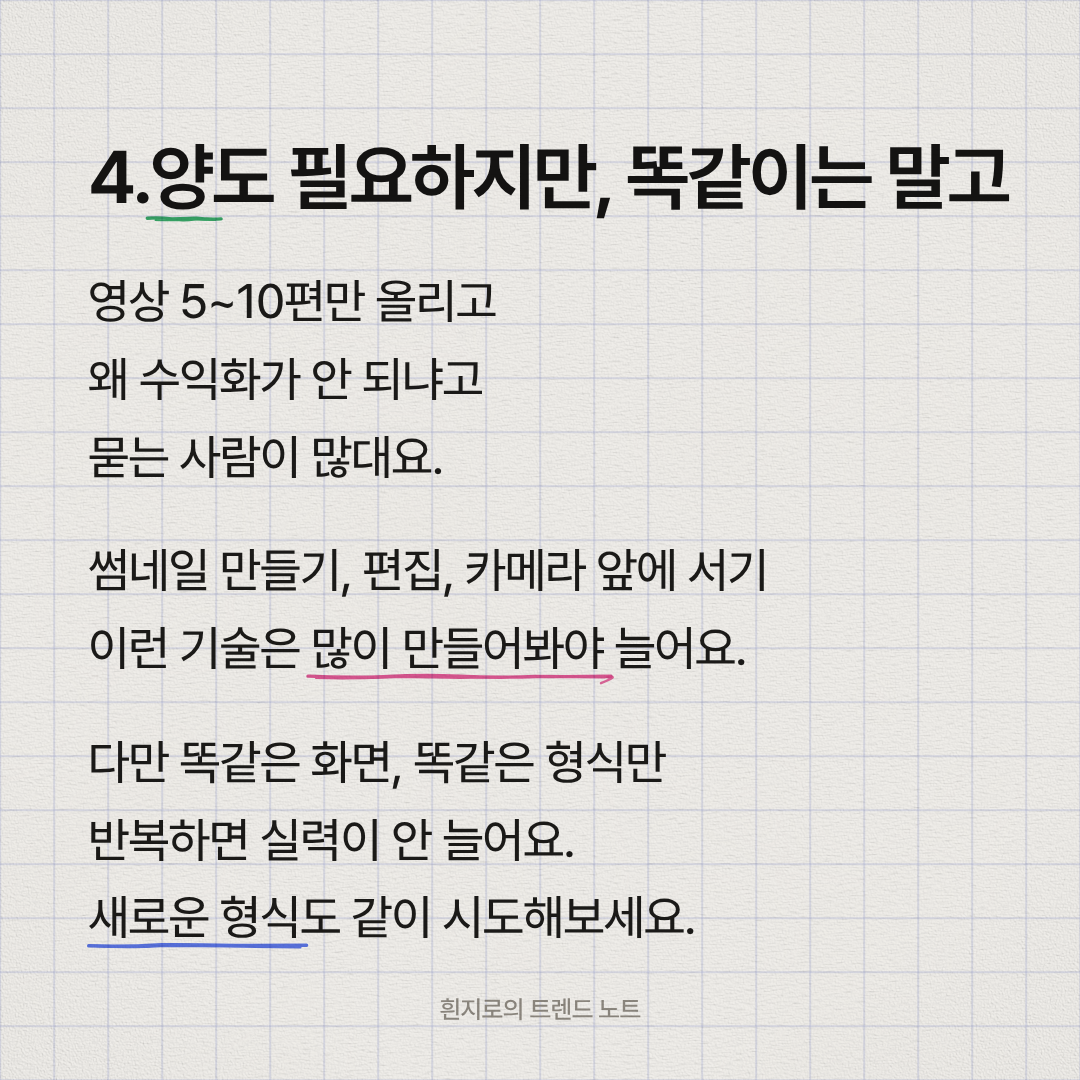 4.양도 필요하지만, 똑같이는 말고
영상 5~10편만 올리고
왜 수익화가 안 되냐고
묻는 사람이 많대요.
썸네일 만들기, 편집, 카메라 앞에 서기
이런 기술은 많이 만들어봐야 늘어요.
다만 똑같은 화면, 똑같은 형식만
반복하면 실력이 안 늘어요.
새로운 형식도 같이 시도해보세요.
흰지로의 트렌드 노트